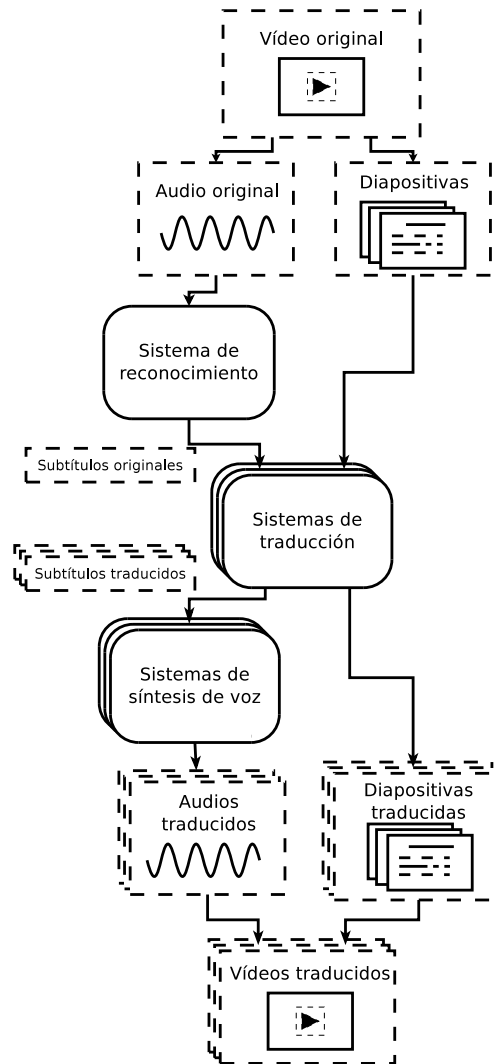 Vídeo original
Audio original
Diapositivas
Sistema de
reconocimiento
Subtítulos originales
Sistemas de
traducción
Subtítulos traducidos
Sistemas de
síntesis de voz
Audios
traducidos
Diapositivas
traducidas
Vídeos traducidos